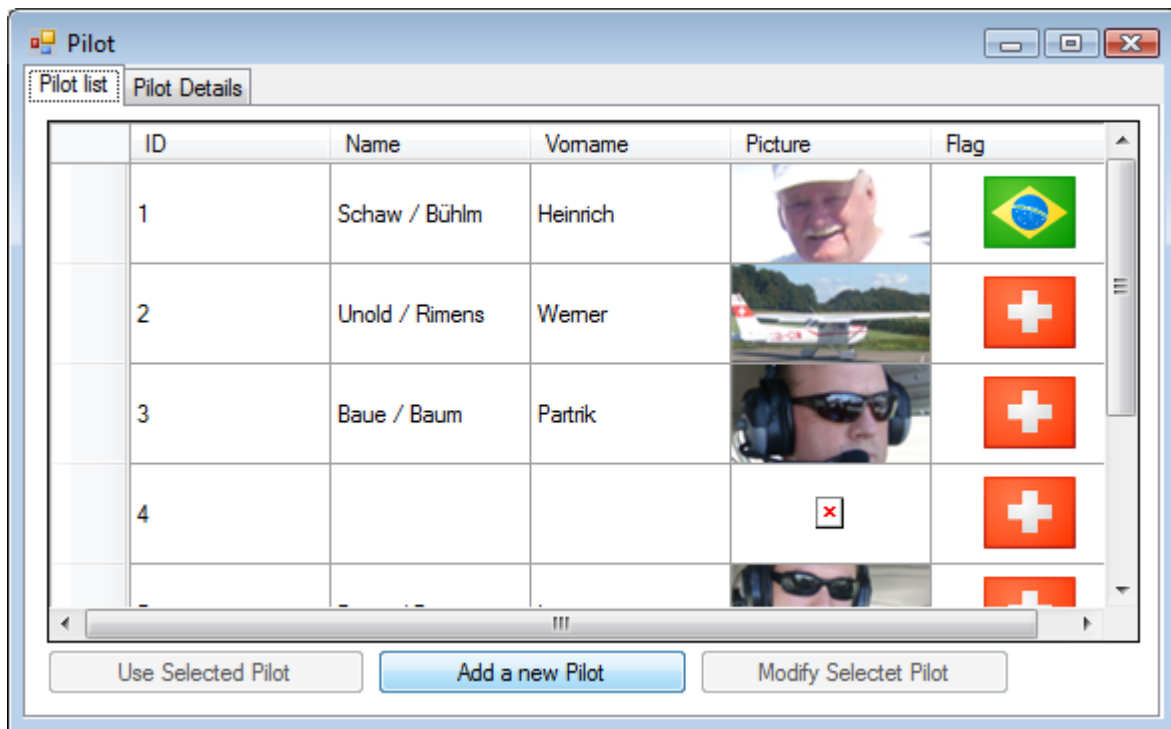 Pilot
Pilot list Pilot Details
ID Name Vorname Picture Flag
1 Schaw / Bühlm Heinrich
2 Unold / Rimens Werner
3 Baue / Baum Partrik
4
Use Selected Pilot Add a new Pilot Modify Selectet Pilot